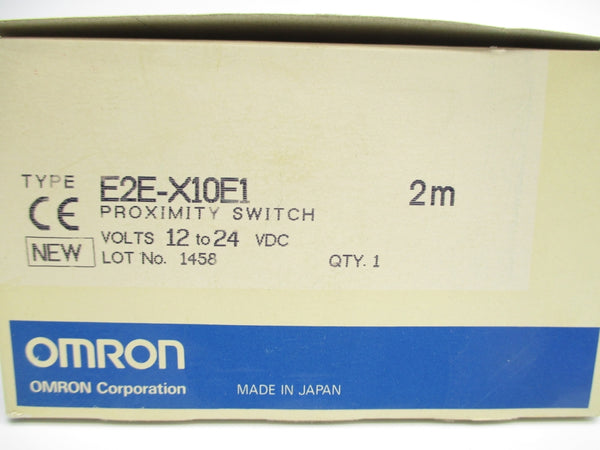 TYPE E2E-X10E1 2m
CE PROXIMITY SWITCH
VOLTS 12 to 24 VDC
NEW LOT No. 1458 QTY. 1
OMRON
OMRON Corporation MADE IN JAPAN